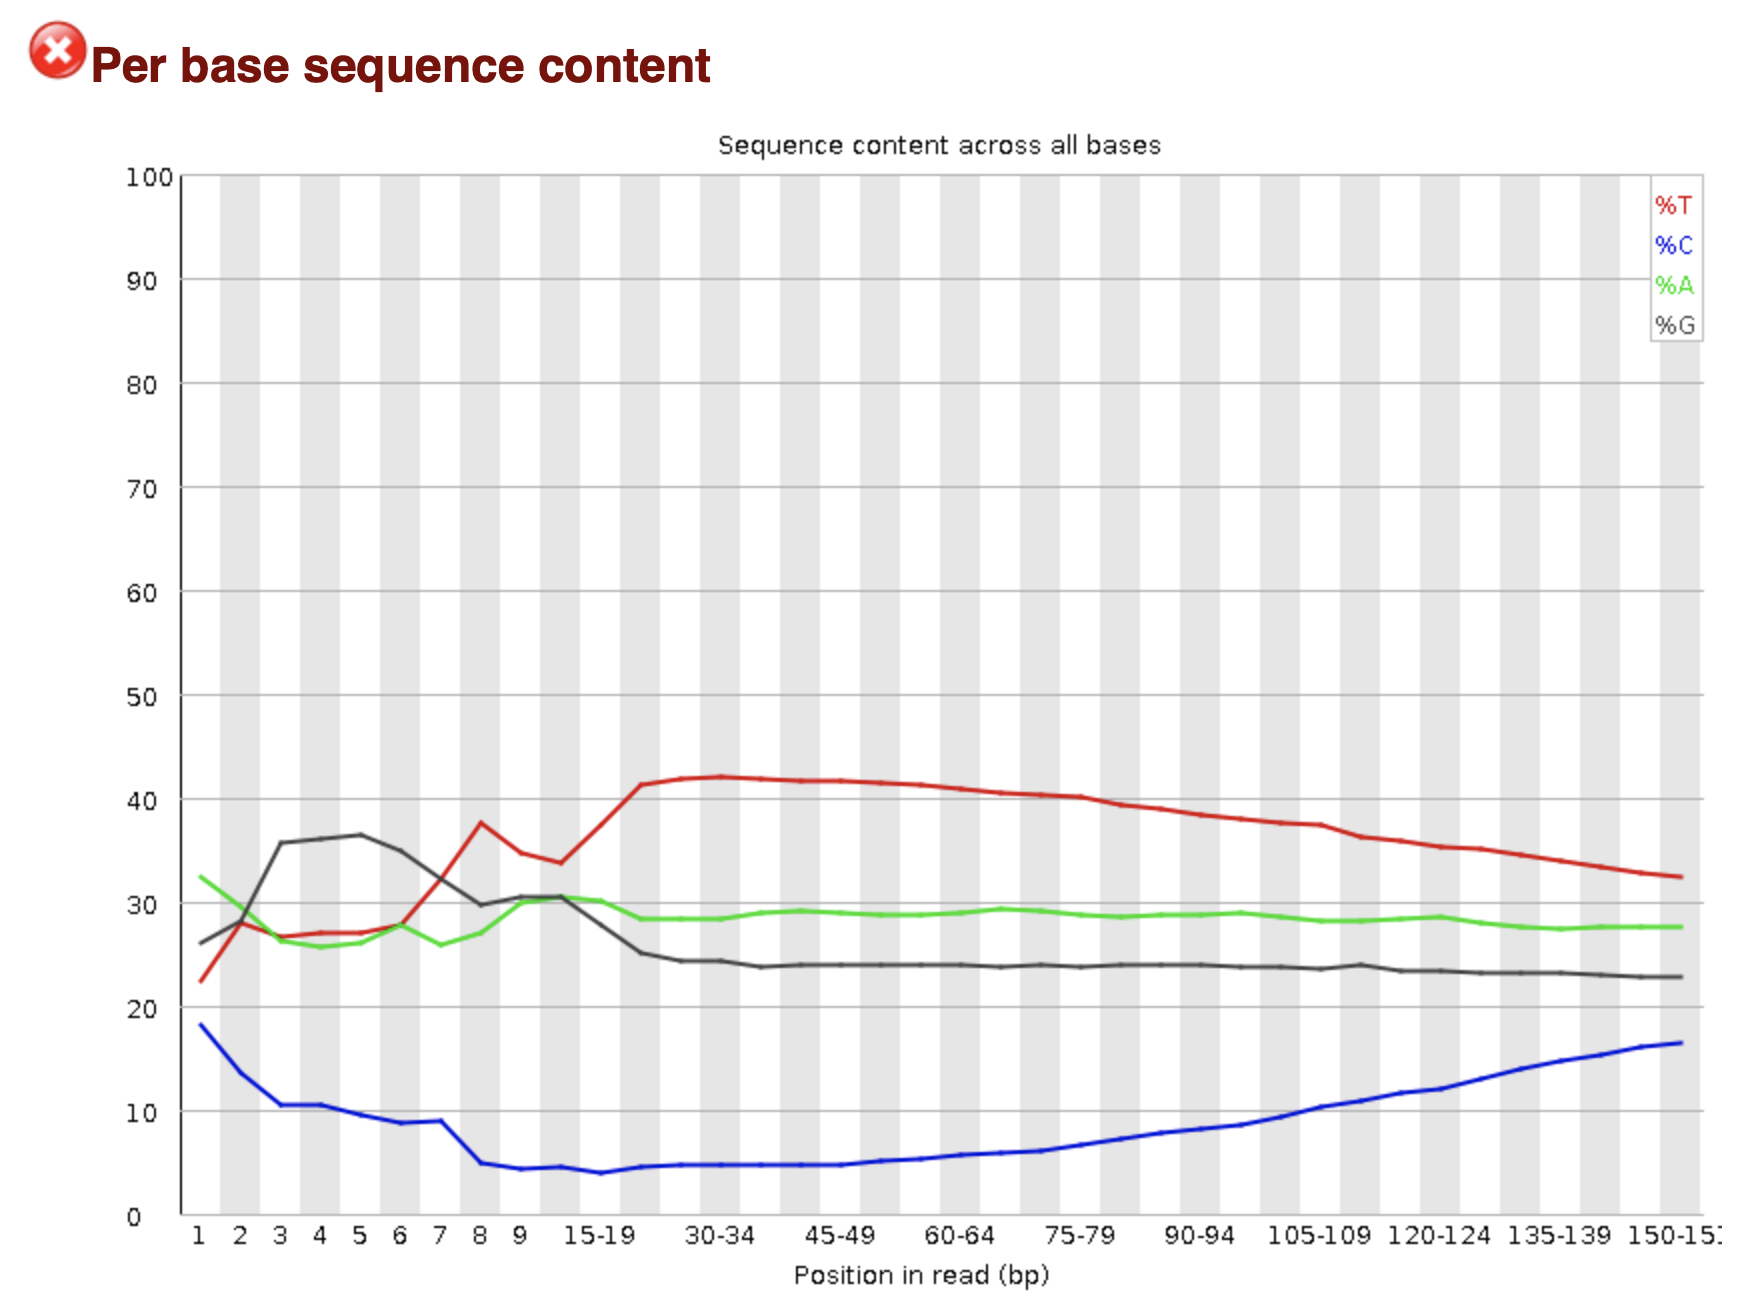 Per base sequence content
Sequence content across all bases
%T
%C
%A
%G
100
90
80
70
60
50
40
30
20
10
0
1 2 3 4 5 6 7 8 9 15-19 30-34 45-49 60-64 75-79 90-94 105-109 120-124 135-139 150-15
Position in read (bp)